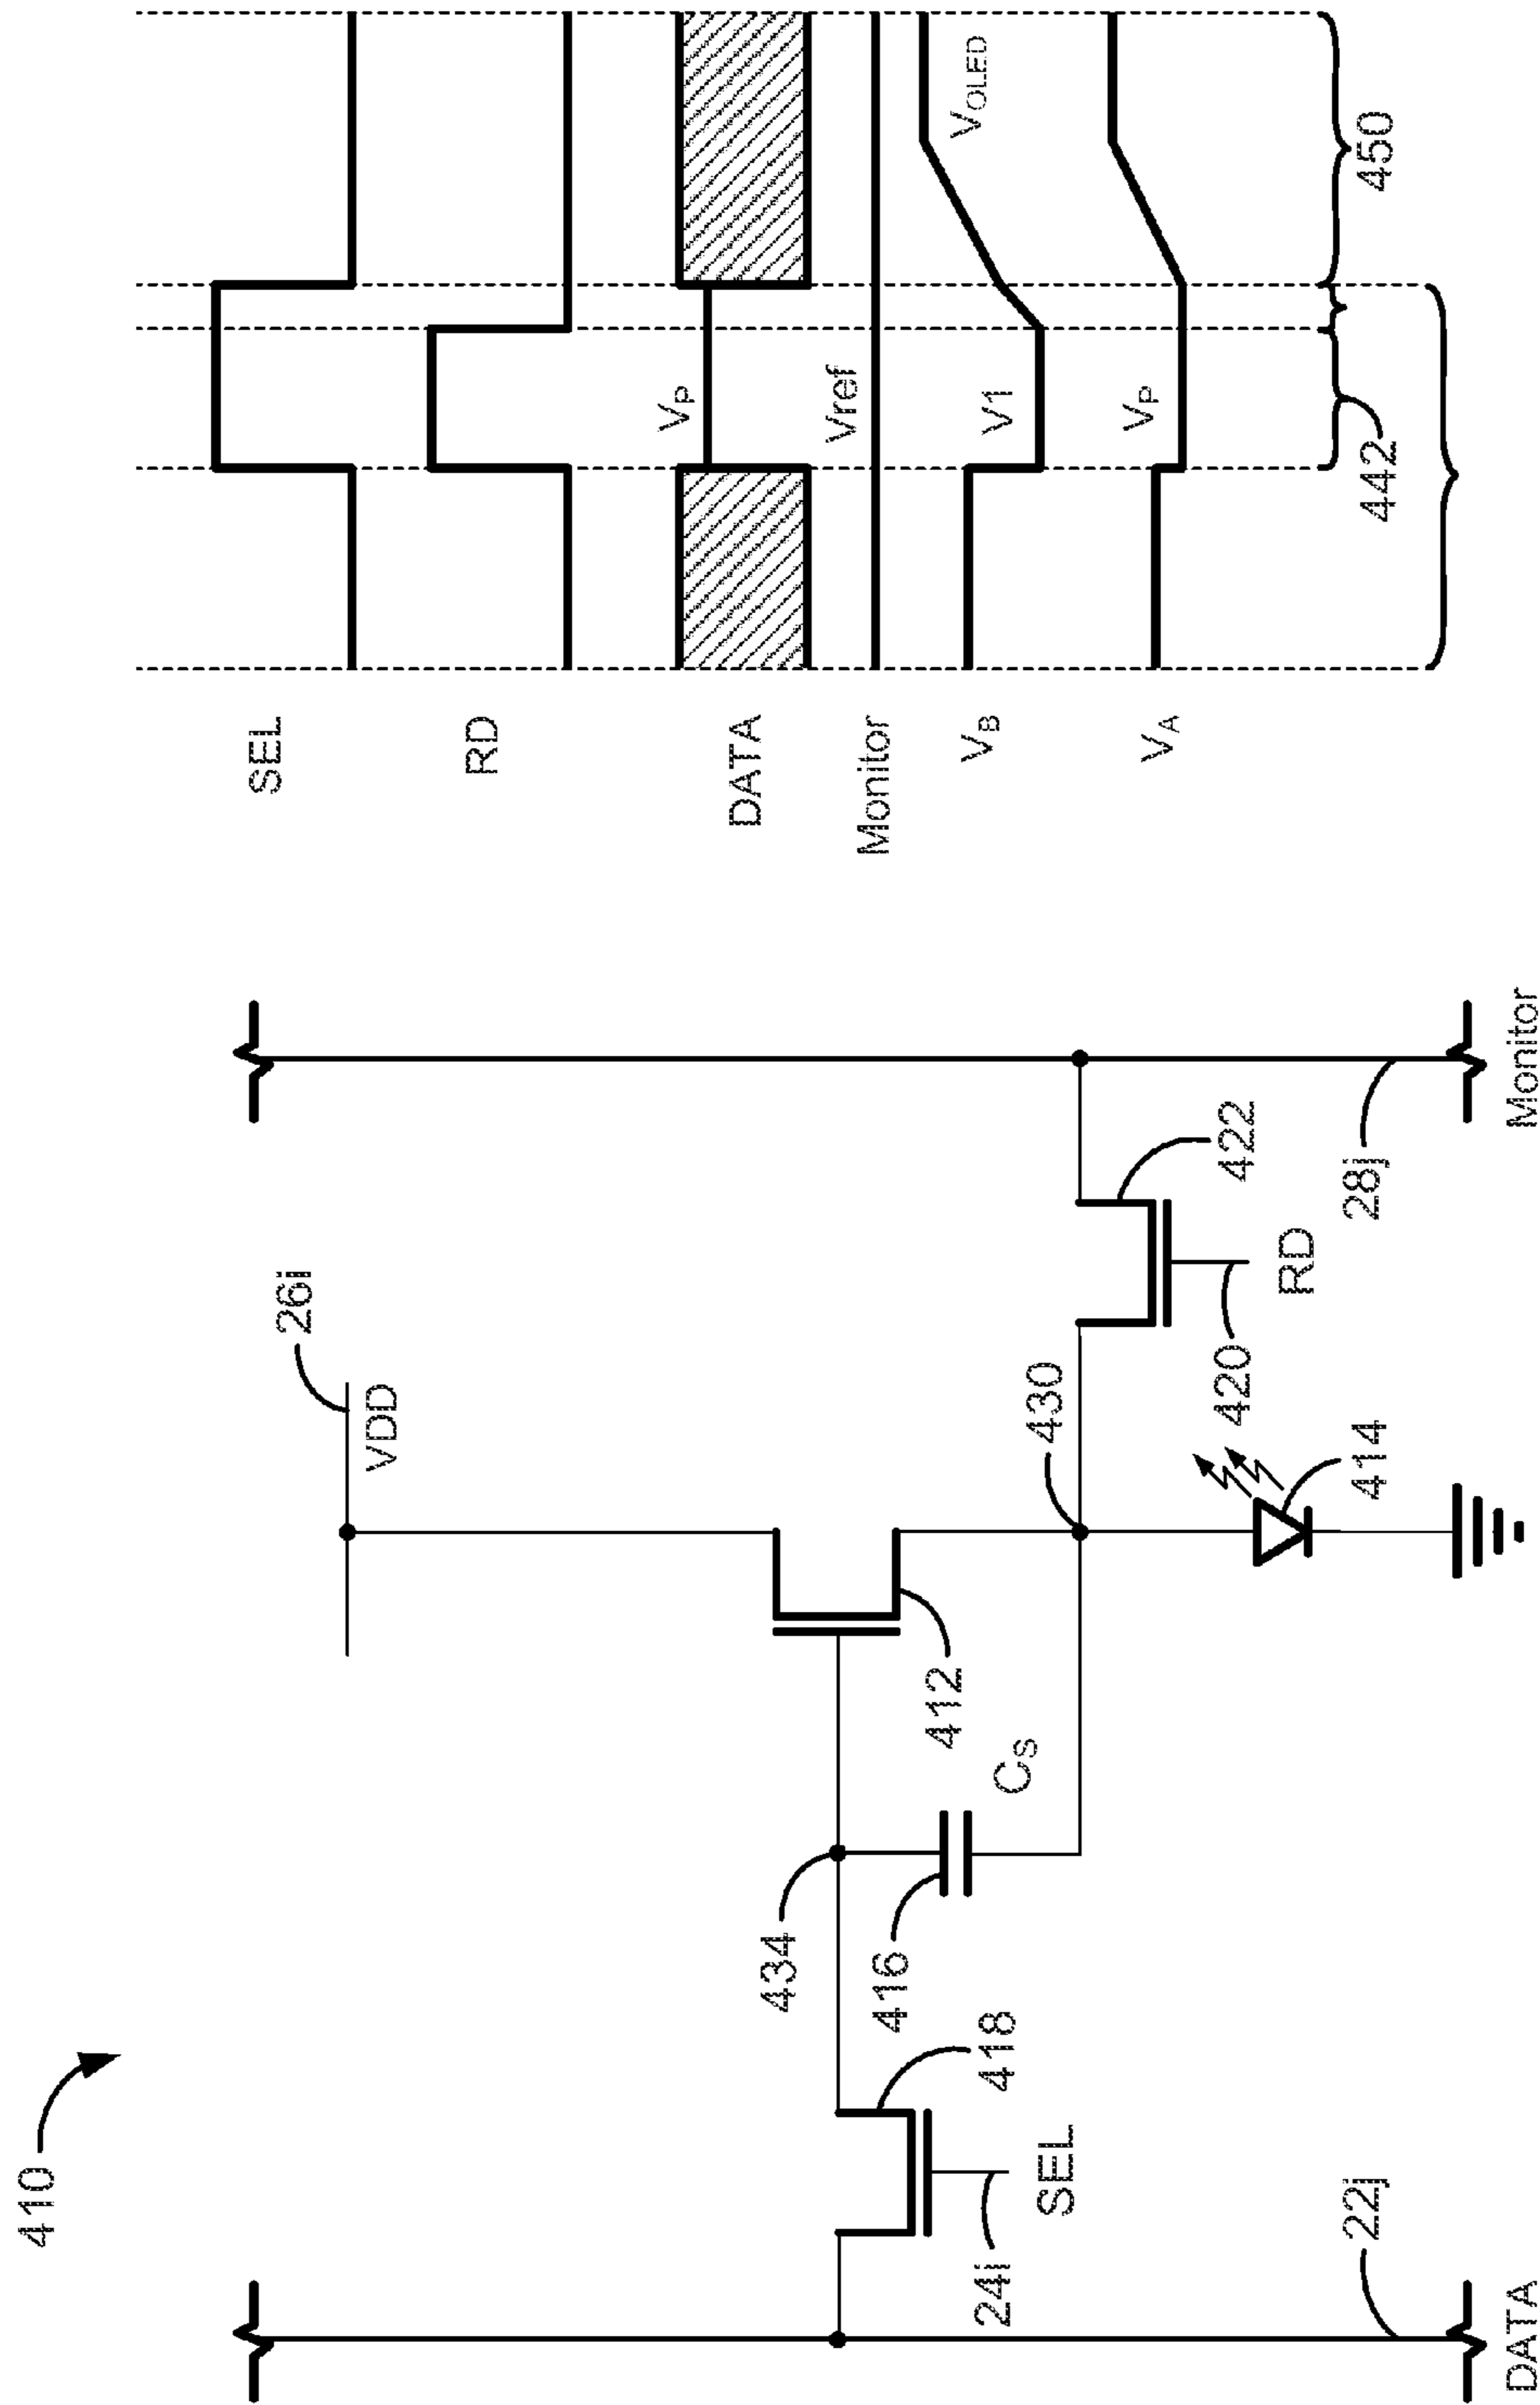 410
DATA
22j
24i
SEL
418
434
416
CS
412
26i
VDD
430
414
420
RD
422
28j
Monitor
SEL
RD
DATA
Monitor
VB
VA
VP
Vref
V1
VP
VOLED
442
450